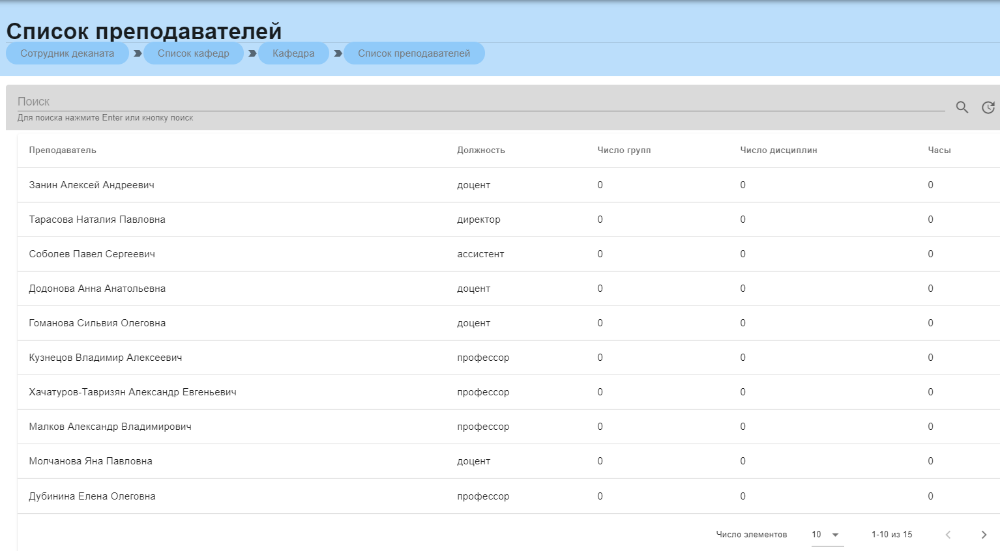 Список преподавателей
Сотрудник деканата Список кафедр Кафедра Список преподавателей
Поиск
Для поиска нажмите Enter или кнопку поиск
Преподаватель Должность Число групп Число дисциплин Часы
Занин Алексей Андреевич доцент 0 0 0
Тарасова Наталия Павловна директор 0 0 0
Соболев Павел Сергеевич ассистент 0 0 0
Додонова Анна Анатольевна доцент 0 0 0
Гоманова Сильвия Олеговна доцент 0 0 0
Кузнецов Владимир Алексеевич профессор 0 0 0
Хачатуров-Тавризян Александр Евгеньевич профессор 0 0 0
Малков Александр Владимирович профессор 0 0 0
Молчанова Яна Павловна доцент 0 0 0
Дубинина Елена Олеговна профессор 0 0 0
Число элементов 10 1-10 из 15